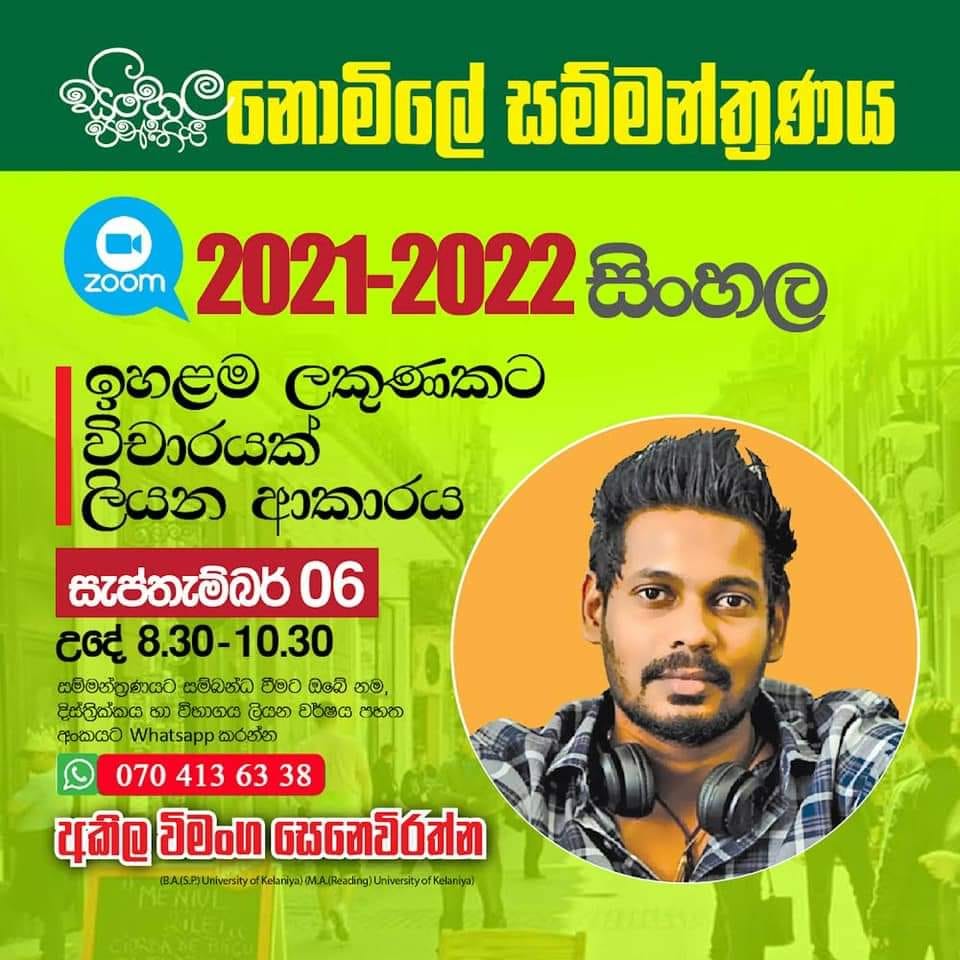 සිංහල
පන්තිය
නොමිලේ සම්මන්ත්‍රණය
zoom
2021-2022 සිංහල
ඉහළම ලකුණකට
විචාරයක්
ලියන ආකාරය
සැප්තැම්බර් 06
උදේ 8.30-10.30
සම්මන්ත්‍රණයට සම්බන්ධ වීමට ඔබේ නම,
දිස්ත්‍රික්කය හා විභාගය ලියන වර්ෂය පහත
අංකයට Whatsapp කරන්න
070 413 63 38
අකිල විමංග සෙනෙවිරත්න
(B.A.(S.P.) University of Kelaniya) (M.A.(Reading) University of Kelaniya)